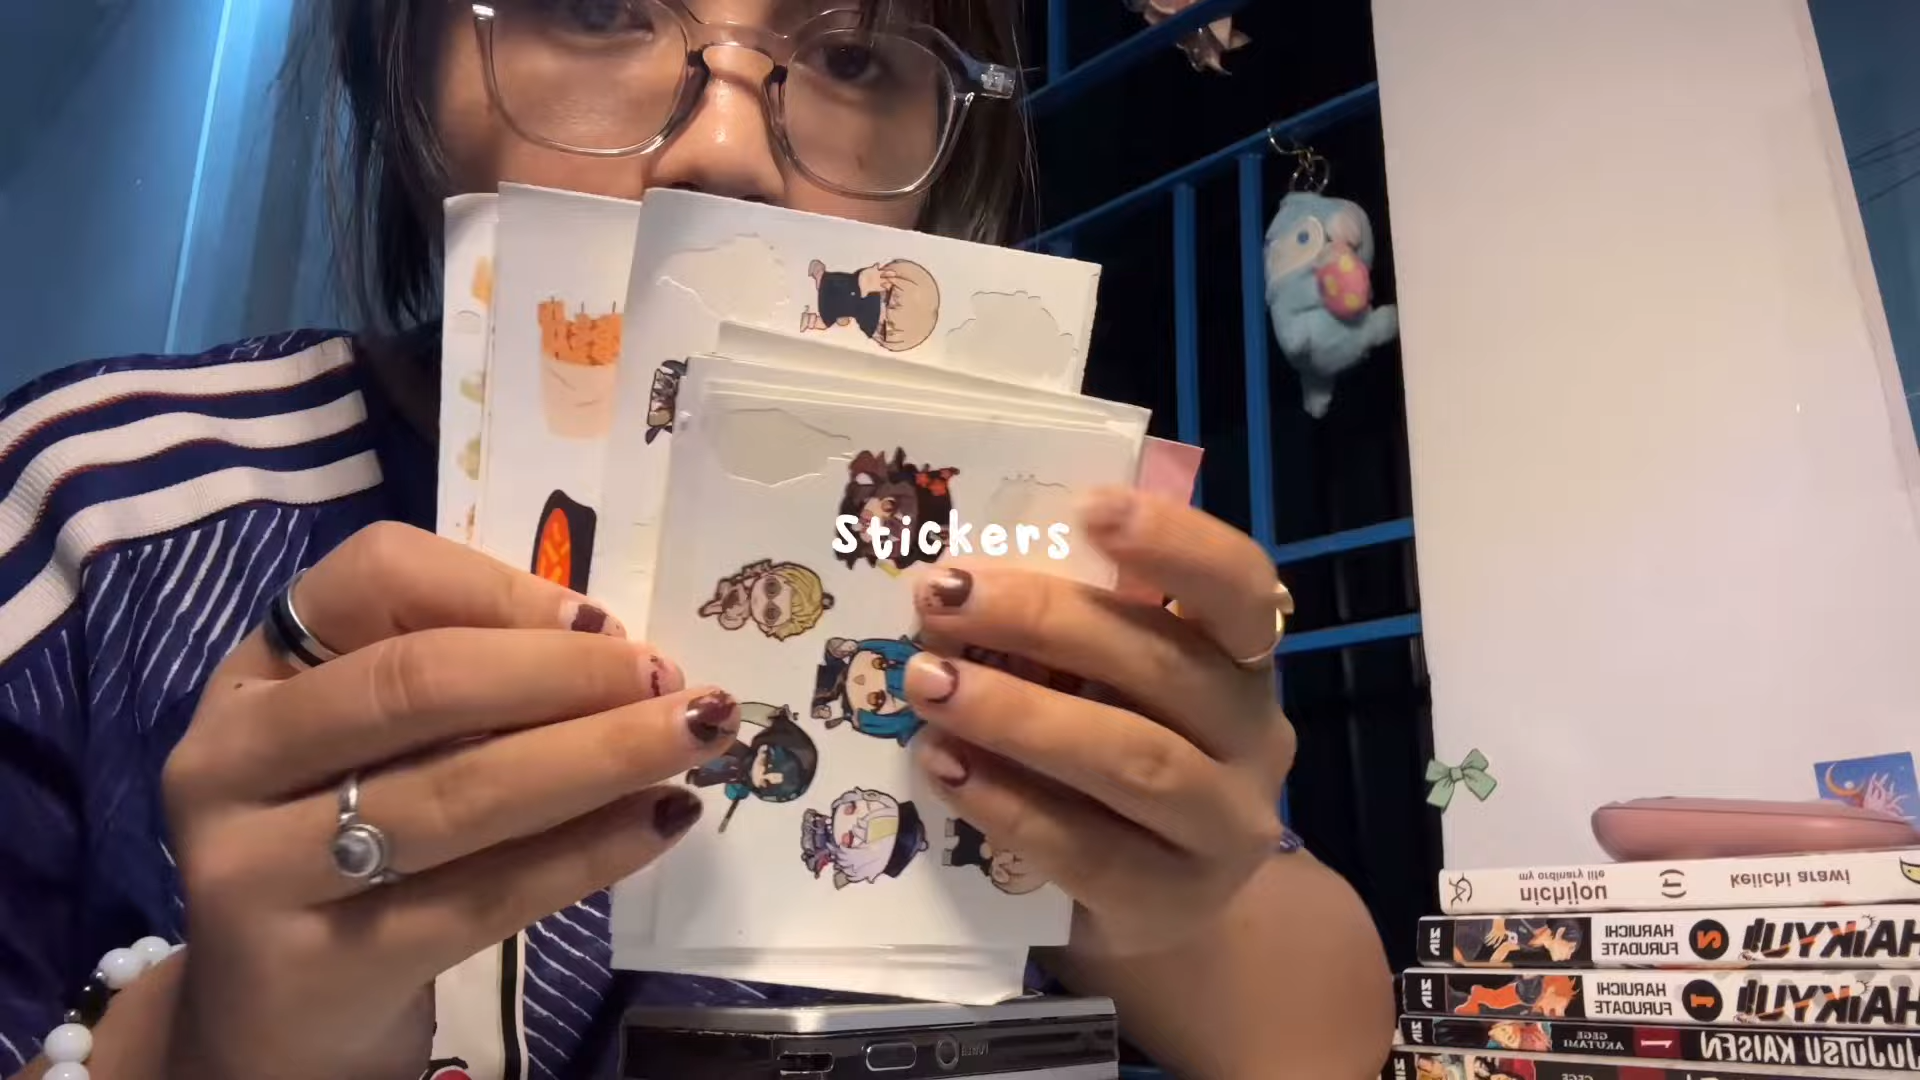 Stickers
my ordinary life
nichijou
keiichi arawi
HARUICHI
FURUDATE
2
HAIKYU!!
HARUICHI
FURUDATE
1
HAIKYU!!
GEGE
AKUTAMI
1
JUJUTSU KAISEN
GEGE